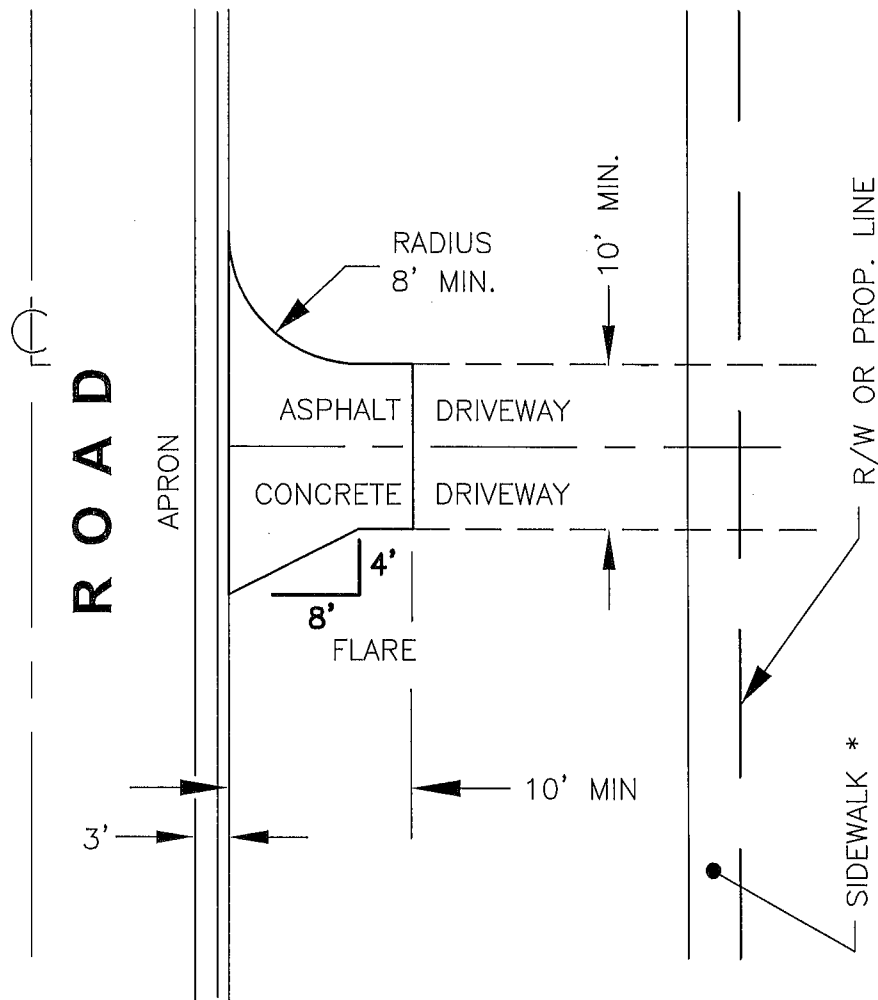 RADIUS
8' MIN.
10' MIN.
R/W OR PROP. LINE
ROAD
APRON
ASPHALT DRIVEWAY
CONCRETE DRIVEWAY
4'
8'
FLARE
10' MIN
3'
SIDEWALK *